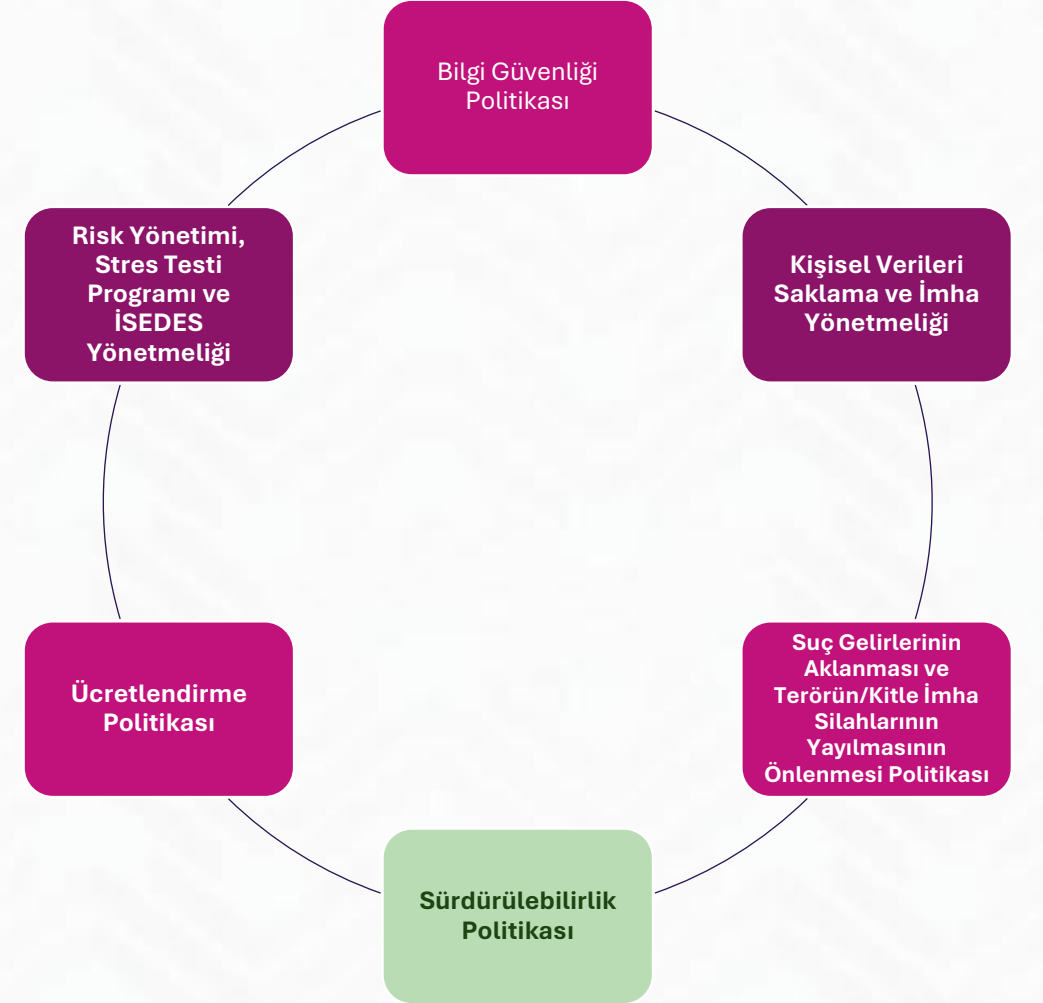 Bilgi Güvenliği
Politikası
Kişisel Verileri
Saklama ve İmha
Yönetmeliği
Suç Gelirlerinin
Aklanması ve
Terörün/Kitle İmha
Silahlarının
Yayılmasının
Önlenmesi Politikası
Sürdürülebilirlik
Politikası
Ücretlendirme
Politikası
Risk Yönetimi,
Stres Testi
Programı ve
İSEDES
Yönetmeliği